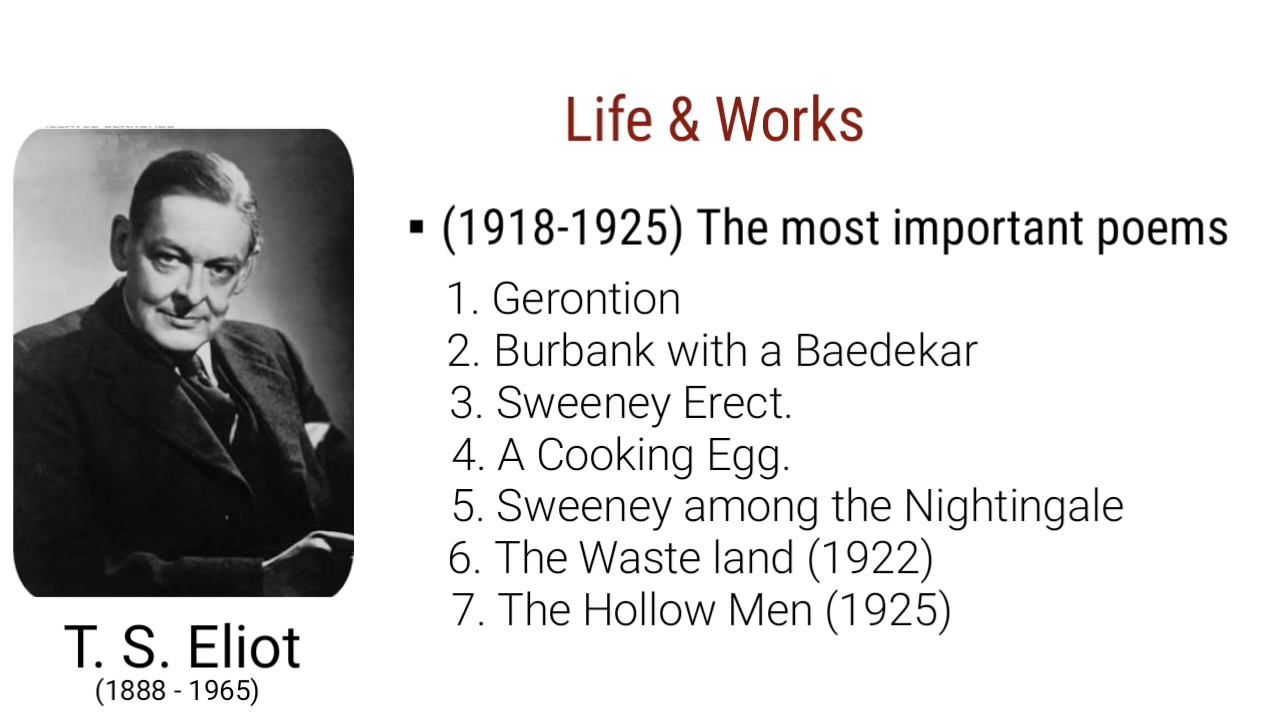 Life & Works
▪ (1918-1925) The most important poems
1. Gerontion
2. Burbank with a Baedekar
3. Sweeney Erect.
4. A Cooking Egg.
5. Sweeney among the Nightingale
6. The Waste land (1922)
7. The Hollow Men (1925)
T. S. Eliot
(1888 - 1965)